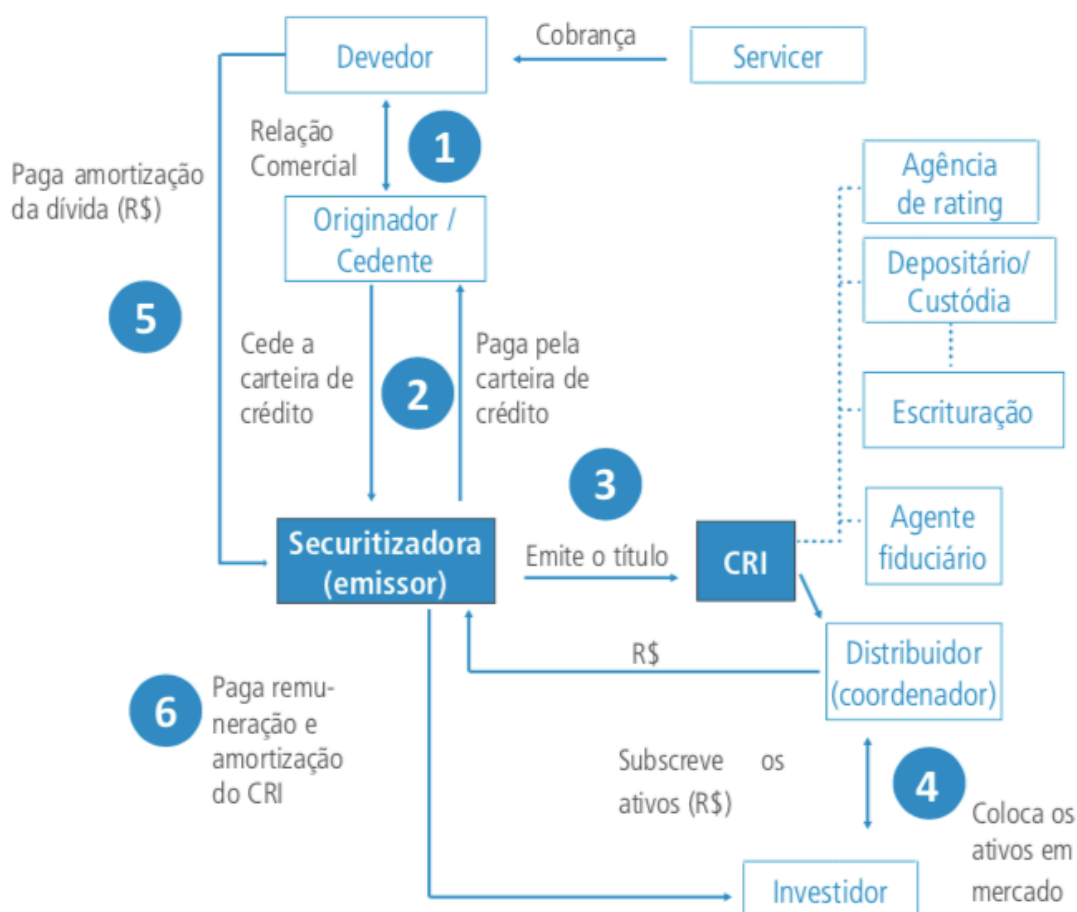 Devedor
Cobrança
Servicer
Relação
Comercial
1
Paga amortização
da dívida (R$)
Originador /
Cedente
5
Cede a
carteira de
crédito
2
Paga pela
carteira de
crédito
Agência
de rating
Depositário/
Custódia
Escrituração
3
Securitizadora
(emissor)
Emite o título
CRI
Agente
fiduciário
R$
Distribuidor
(coordenador)
6
Paga remu-
neração e
amortização
do CRI
Subscreve os
ativos (R$)
4
Coloca os
ativos em
mercado
Investidor